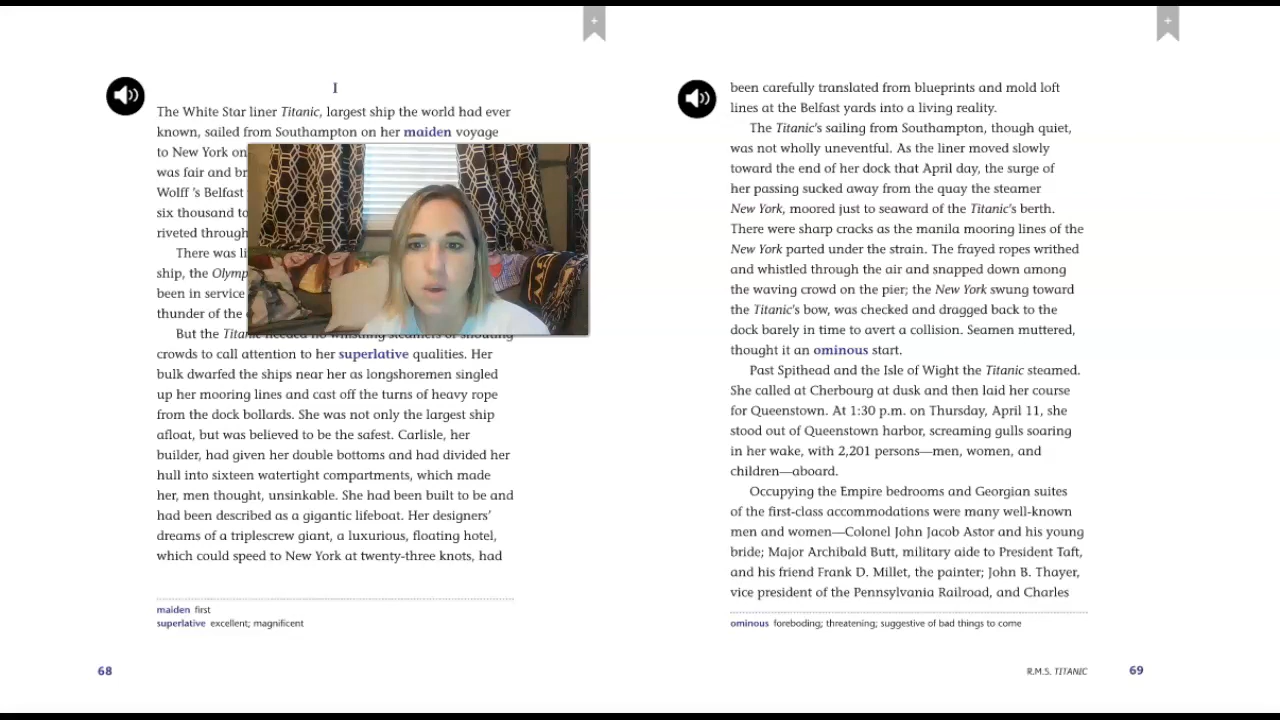 I
The White Star liner Titanic, largest ship the world had ever
known, sailed from Southampton on her maiden voyage
to New York on
was fair and
Wolff 's Belfast
six thousand
riveted through
There was
ship, the
been in service
thunder of the
But the Titanic needed no whistling steamers or shouting
crowds to call attention to her superlative qualities. Her
bulk dwarfed the ships near her as longshoremen singled
up her mooring lines and cast off the turns of heavy rope
from the dock bollards. She was not only the largest ship
afloat, but was believed to be the safest. Carlisle, her
builder, had given her double bottoms and had divided her
hull into sixteen watertight compartments, which made
her, men thought, unsinkable. She had been built to be and
had been described as a gigantic lifeboat. Her designers'
dreams of a triplescrew giant, a luxurious, floating hotel,
which could speed to New York at twenty-three knots, had
maiden first
superlative excellent; magnificent
68
been carefully translated from blueprints and mold loft
lines at the Belfast yards into a living reality.
The Titanic's sailing from Southampton, though quiet,
was not wholly uneventful. As the liner moved slowly
toward the end of her dock that April day, the surge of
her passing sucked away from the quay the steamer
New York, moored just to seaward of the Titanic's berth.
There were sharp cracks as the manila mooring lines of the
New York parted under the strain. The frayed ropes writhed
and whistled through the air and snapped down among
the waving crowd on the pier; the New York swung toward
the Titanic's bow, was checked and dragged back to the
dock barely in time to avert a collision. Seamen muttered,
thought it an ominous start.
Past Spithead and the Isle of Wight the Titanic steamed.
She called at Cherbourg at dusk and then laid her course
for Queenstown. At 1:30 p.m. on Thursday, April 11, she
stood out of Queenstown harbor, screaming gulls soaring
in her wake, with 2,201 persons—men, women, and
children—aboard.
Occupying the Empire bedrooms and Georgian suites
of the first-class accommodations were many well-known
men and women—Colonel John Jacob Astor and his young
bride; Major Archibald Butt, military aide to President Taft,
and his friend Frank D. Millet, the painter; John B. Thayer,
vice president of the Pennsylvania Railroad, and Charles
ominous foreboding; threatening; suggestive of bad things to come
R.M.S. TITANIC 69